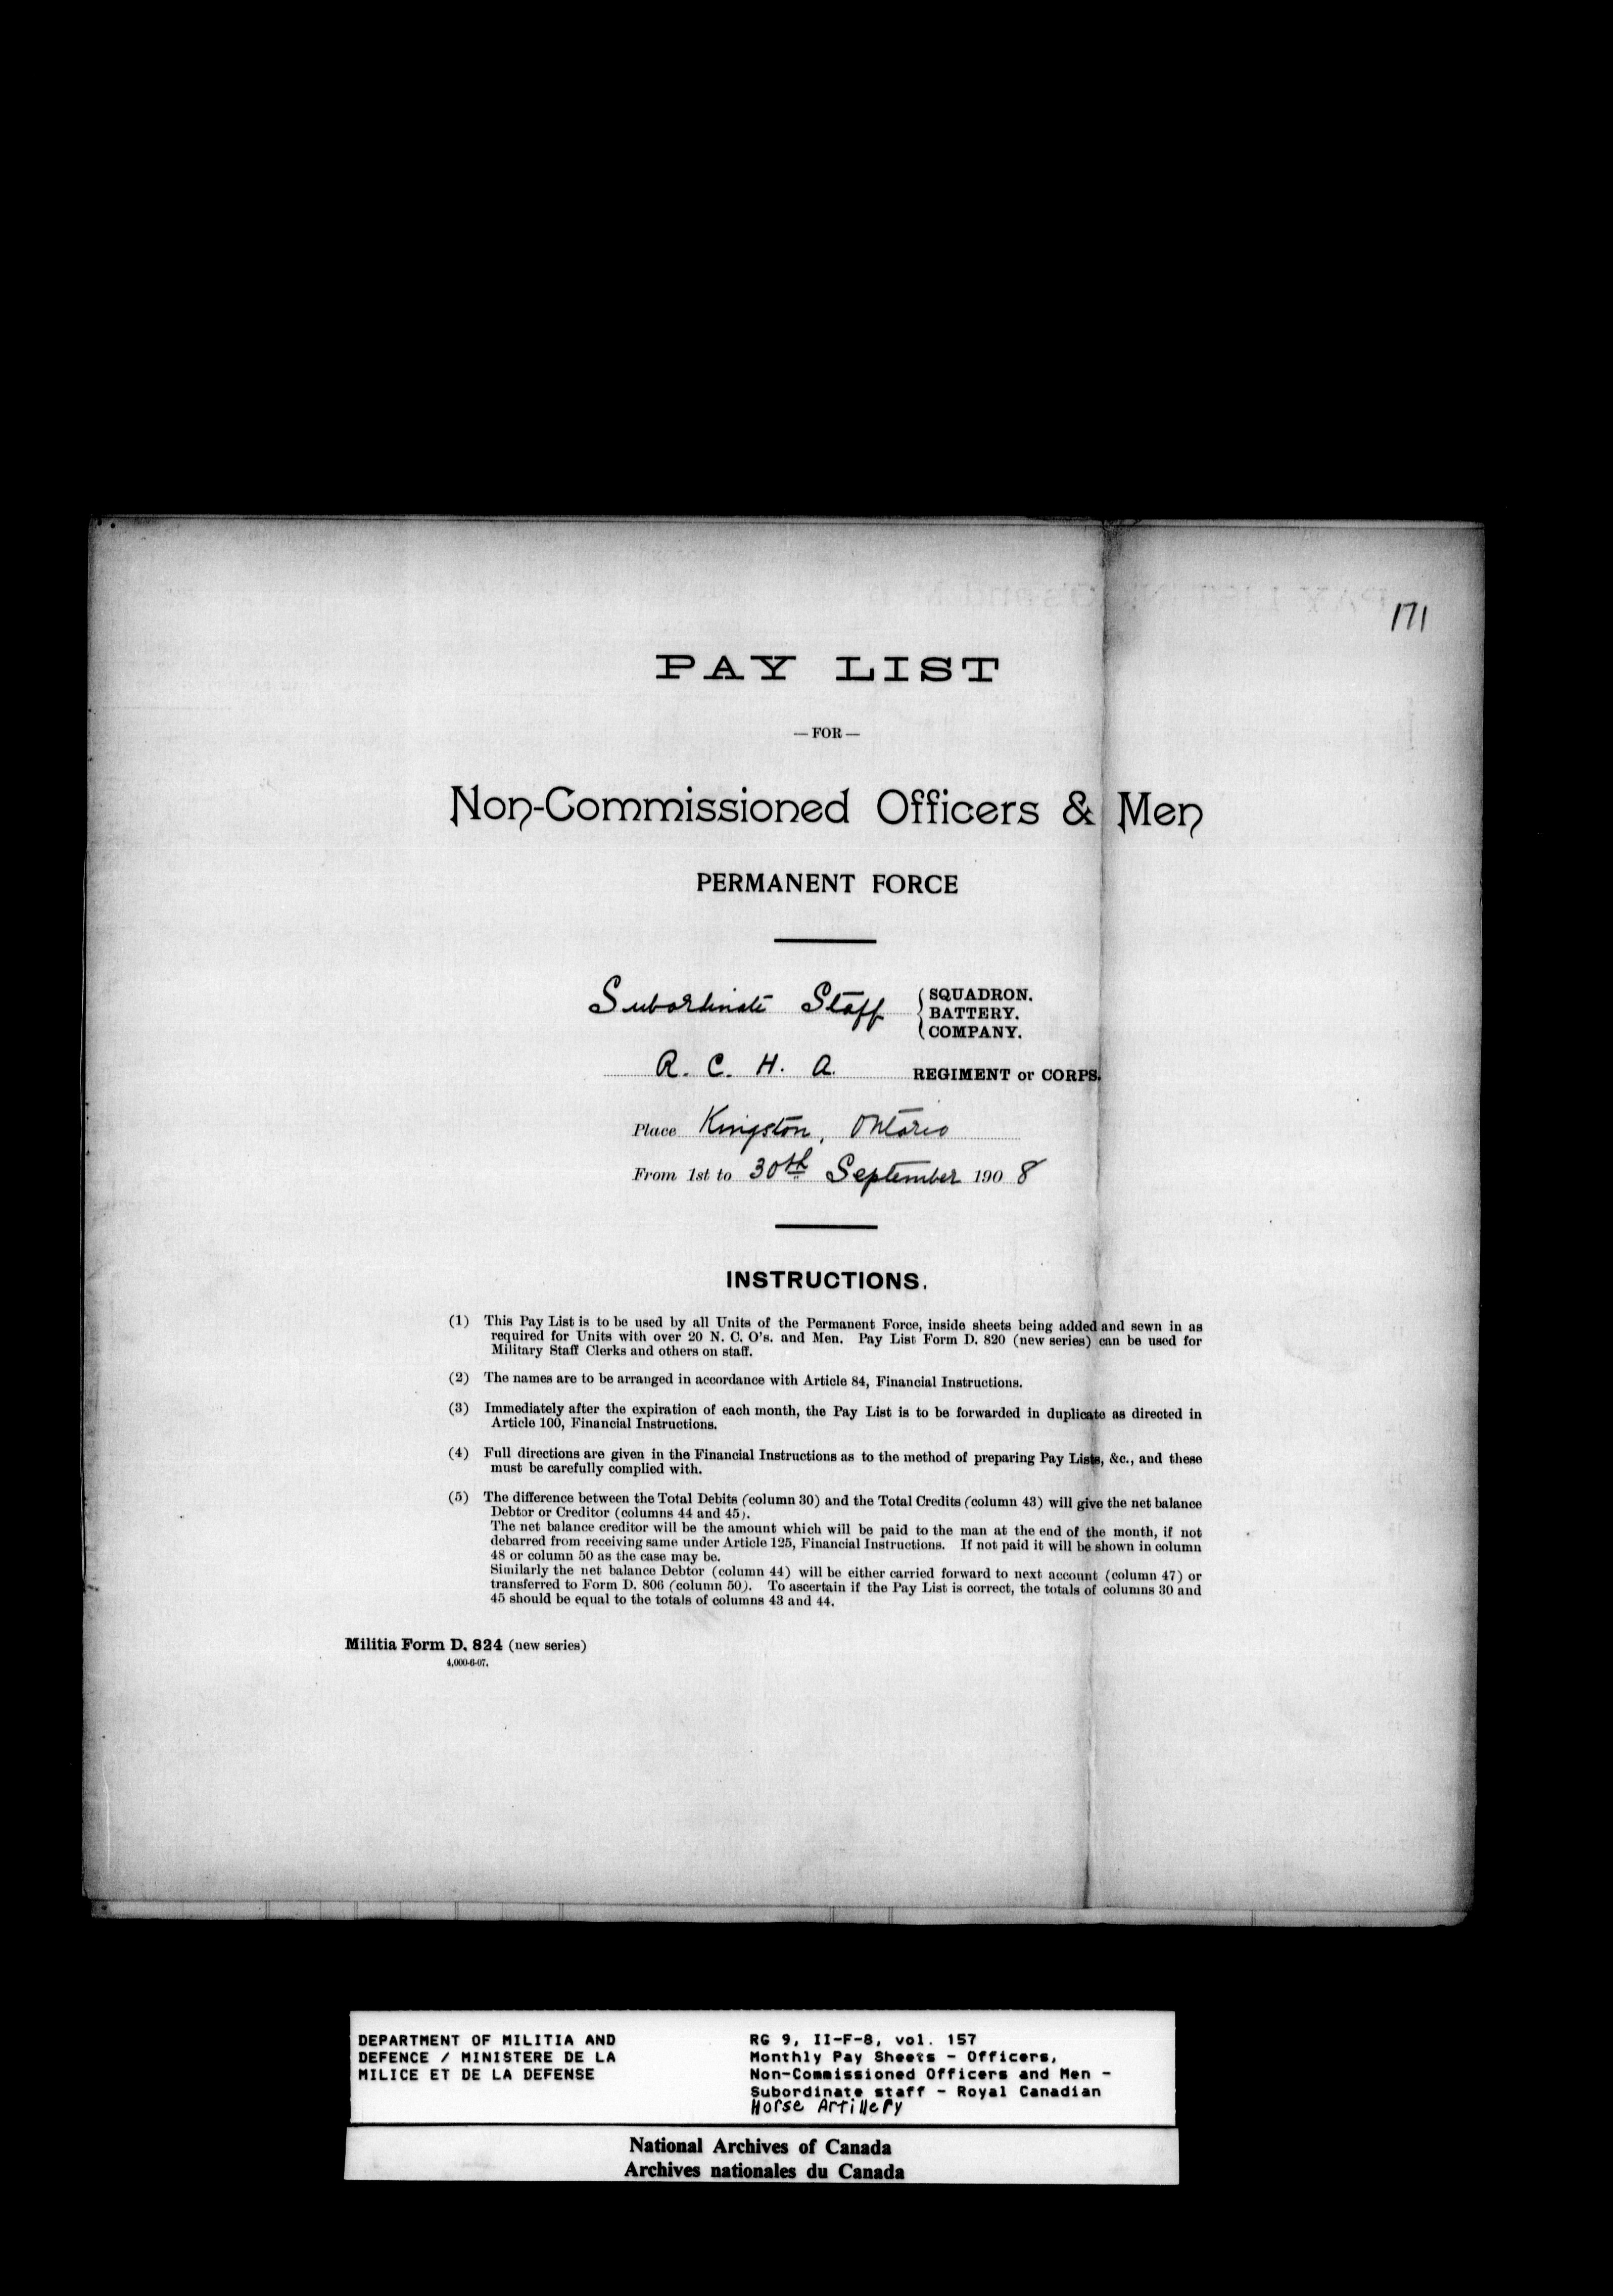 171
PAY LIST
— FOR —
Non-Commissioned Officers & Men
PERMANENT FORCE
Subordinate Staff { SQUADRON.
BATTERY.
COMPANY.
R. C. H. A. REGIMENT or CORPS.
Place Kingston, Ontario
From 1st to 30th September 1908
INSTRUCTIONS.
(1) This Pay List is to be used by all Units of the Permanent Force, inside sheets being added and sewn in as
required for Units with over 20 N. C. O's. and Men. Pay List Form D. 820 (new series) can be used for
Military Staff Clerks and others on staff.
(2) The names are to be arranged in accordance with Article 84, Financial Instructions.
(3) Immediately after the expiration of each month, the Pay List is to be forwarded in duplicate as directed in
Article 100, Financial Instructions.
(4) Full directions are given in the Financial Instructions as to the method of preparing Pay Lists, &c., and these
must be carefully complied with.
(5) The difference between the Total Debits (column 30) and the Total Credits (column 43) will give the net balance
Debtor or Creditor (columns 44 and 45).
The net balance creditor will be the amount which will be paid to the man at the end of the month, if not
debarred from receiving same under Article 125, Financial Instructions. If not paid it will be shown in column
48 or column 50 as the case may be.
Similarly the net balance Debtor (column 44) will be either carried forward to next account (column 47) or
transferred to Form D. 806 (column 50). To ascertain if the Pay List is correct, the totals of columns 30 and
45 should be equal to the totals of columns 43 and 44.
Militia Form D. 824 (new series)
4,000-6-07.
DEPARTMENT OF MILITIA AND
DEFENCE / MINISTERE DE LA
MILICE ET DE LA DEFENSE
RG 9, II-F-8, vol. 157
Monthly Pay Sheets - Officers,
Non-Commissioned Officers and Men -
Subordinate staff - Royal Canadian
Horse Artillery
National Archives of Canada
Archives nationales du Canada